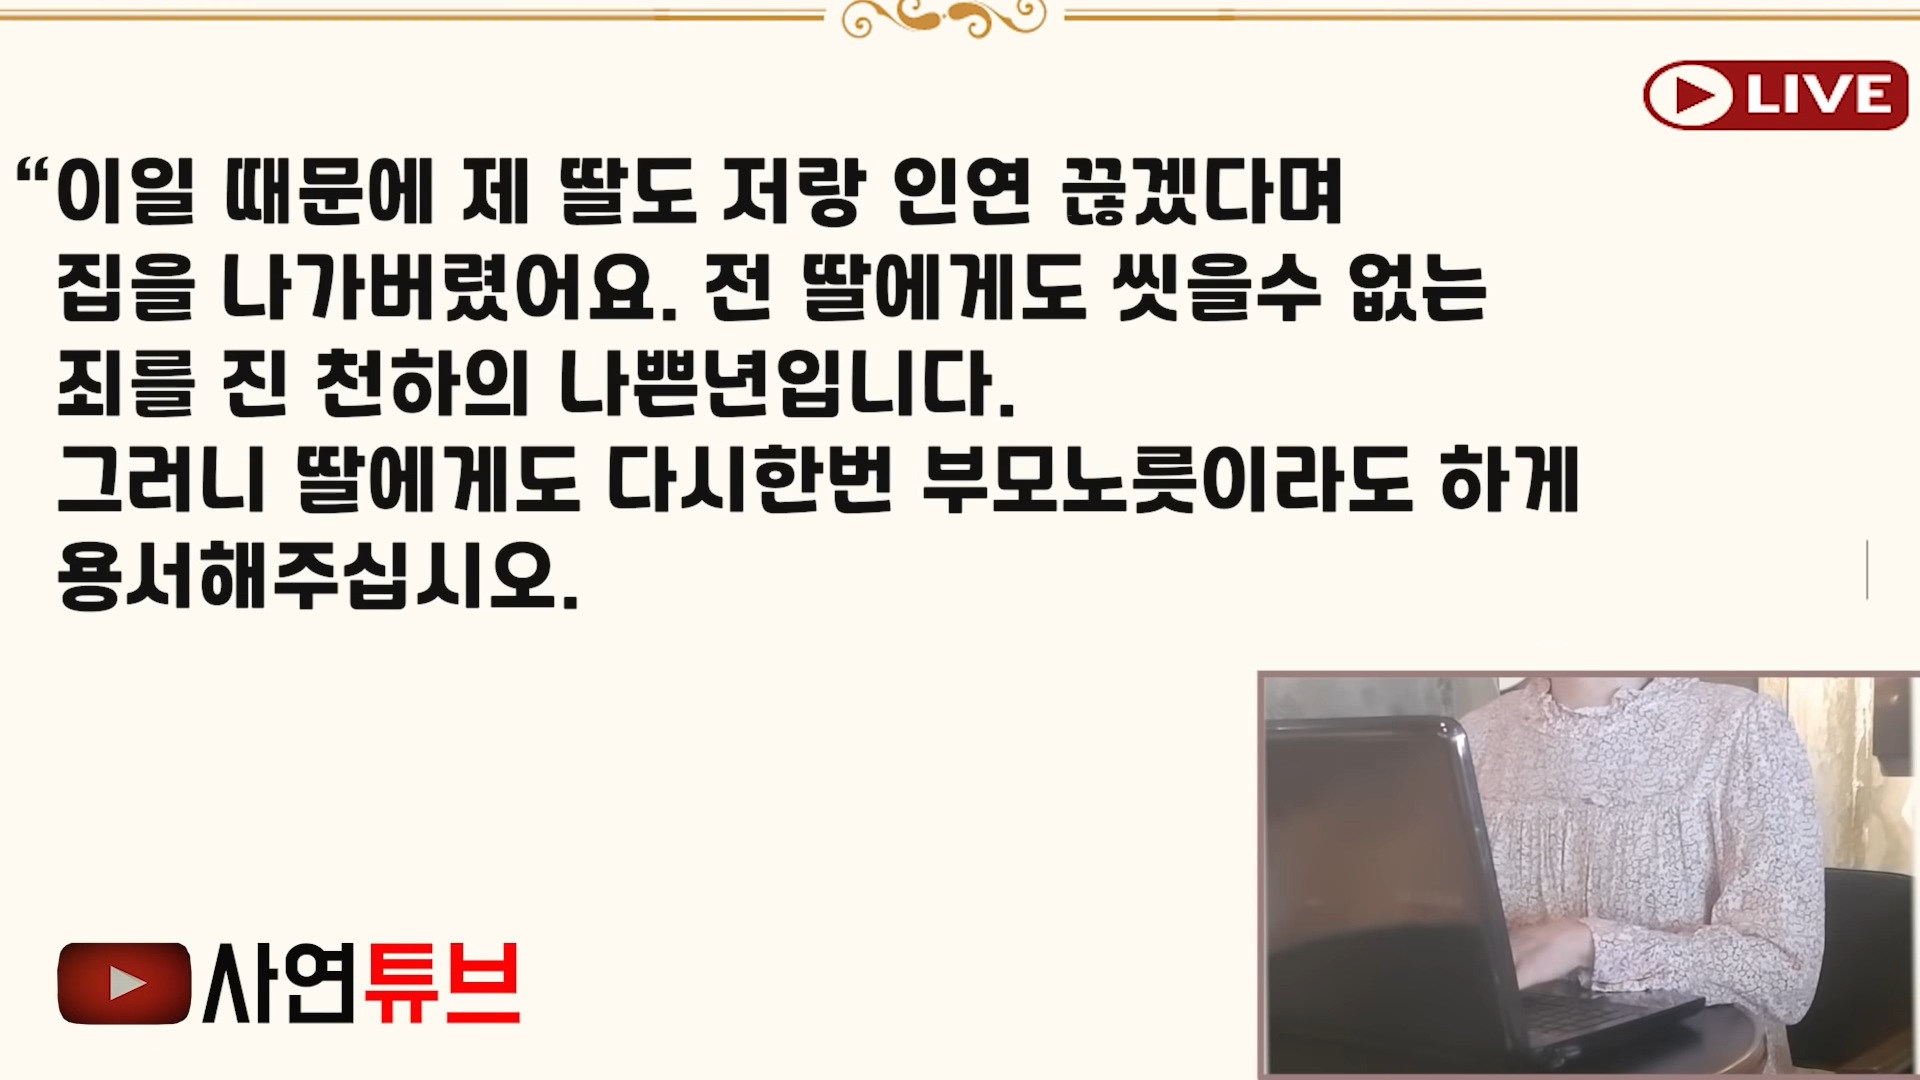 LIVE
“이일 때문에 제 딸도 저랑 인연 끊겠다며
집을 나가버렸어요. 전 딸에게도 씻을수 없는
죄를 진 천하의 나쁜년입니다.
그러니 딸에게도 다시한번 부모노릇이라도 하게
용서해주십시오.
사연튜브